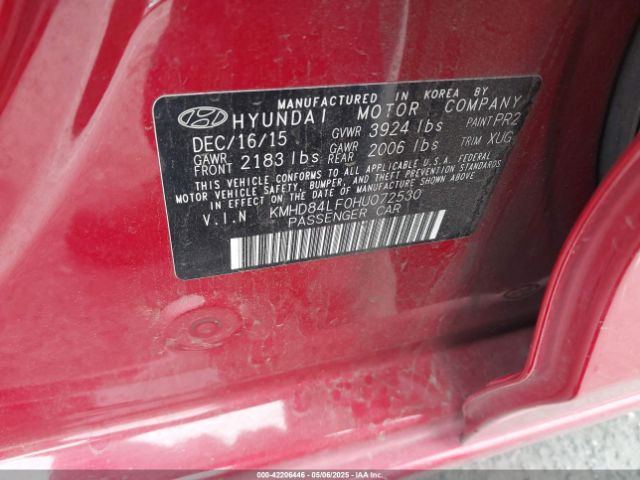 MANUFACTURED IN KOREA BY
HYUNDAI MOTOR COMPANY
DEC/16/15 GVWR 3924 lbs PAINT PR2
GAWR FRONT 2183 lbs GAWR REAR 2006 lbs TRIM XUG
THIS VEHICLE CONFORMS TO ALL APPLICABLE U.S.A. FEDERAL
MOTOR VEHICLE SAFETY, BUMPER, AND THEFT PREVENTION STANDARDS
IN EFFECT ON THE DATE OF MANUFACTURE SHOWN ABOVE.
V.I.N KMHD84LF0HU072530
PASSENGER CAR
000-42206446 - 05/06/2025 - IAAI.COM